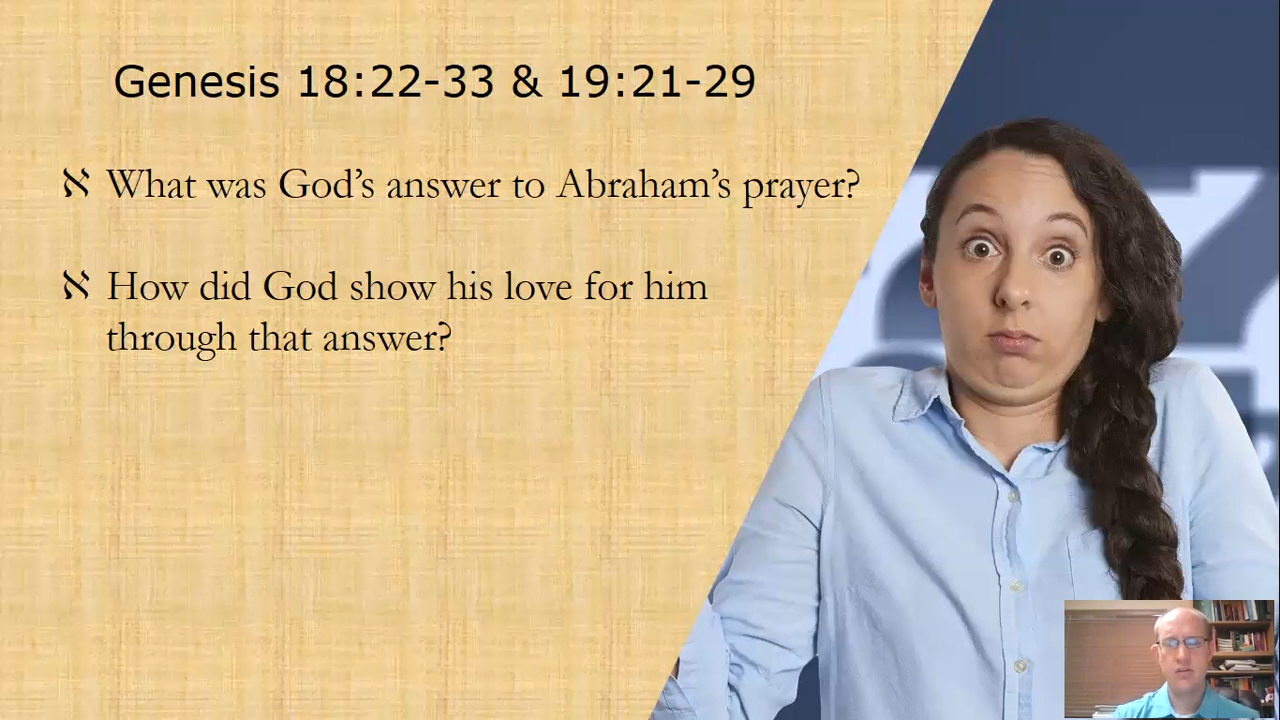 Genesis 18:22-33 & 19:21-29
א What was God’s answer to Abraham’s prayer?
א How did God show his love for him
through that answer?